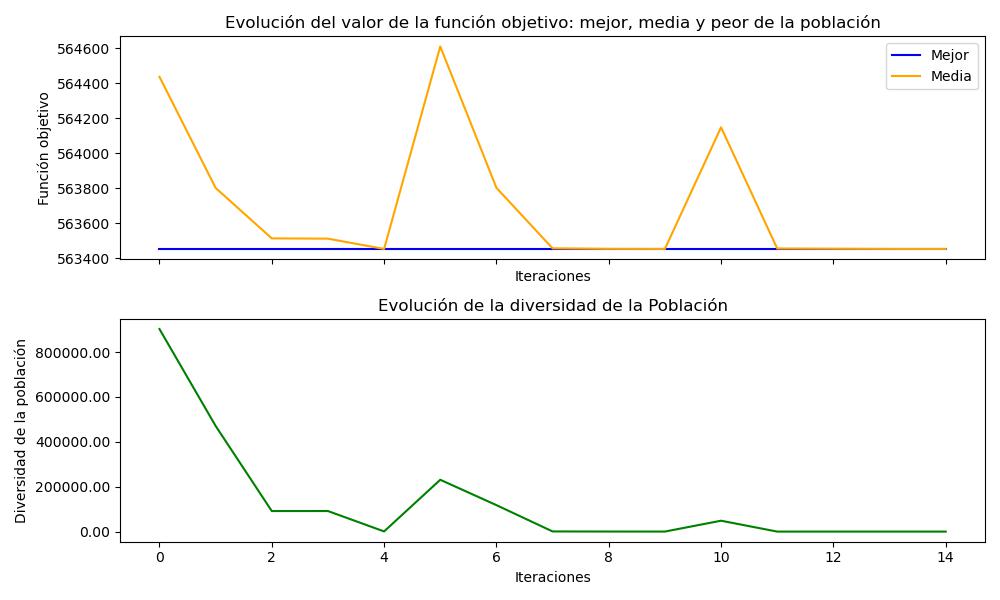 Evolución del valor de la función objetivo: mejor, media y peor de la población
564600
564400
564200
564000
563800
563600
563400
Función objetivo
Mejor
Media
Iteraciones
Evolución de la diversidad de la Población
800000.00
600000.00
400000.00
200000.00
0.00
Diversidad de la población
0 2 4 6 8 10 12 14
Iteraciones